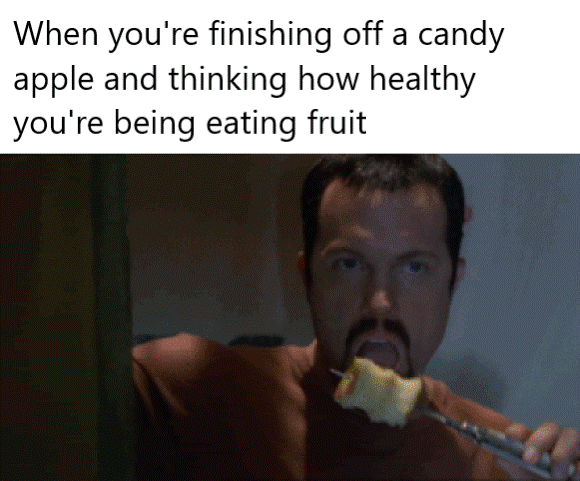 When you're finishing off a candy
apple and thinking how healthy
you're being eating fruit